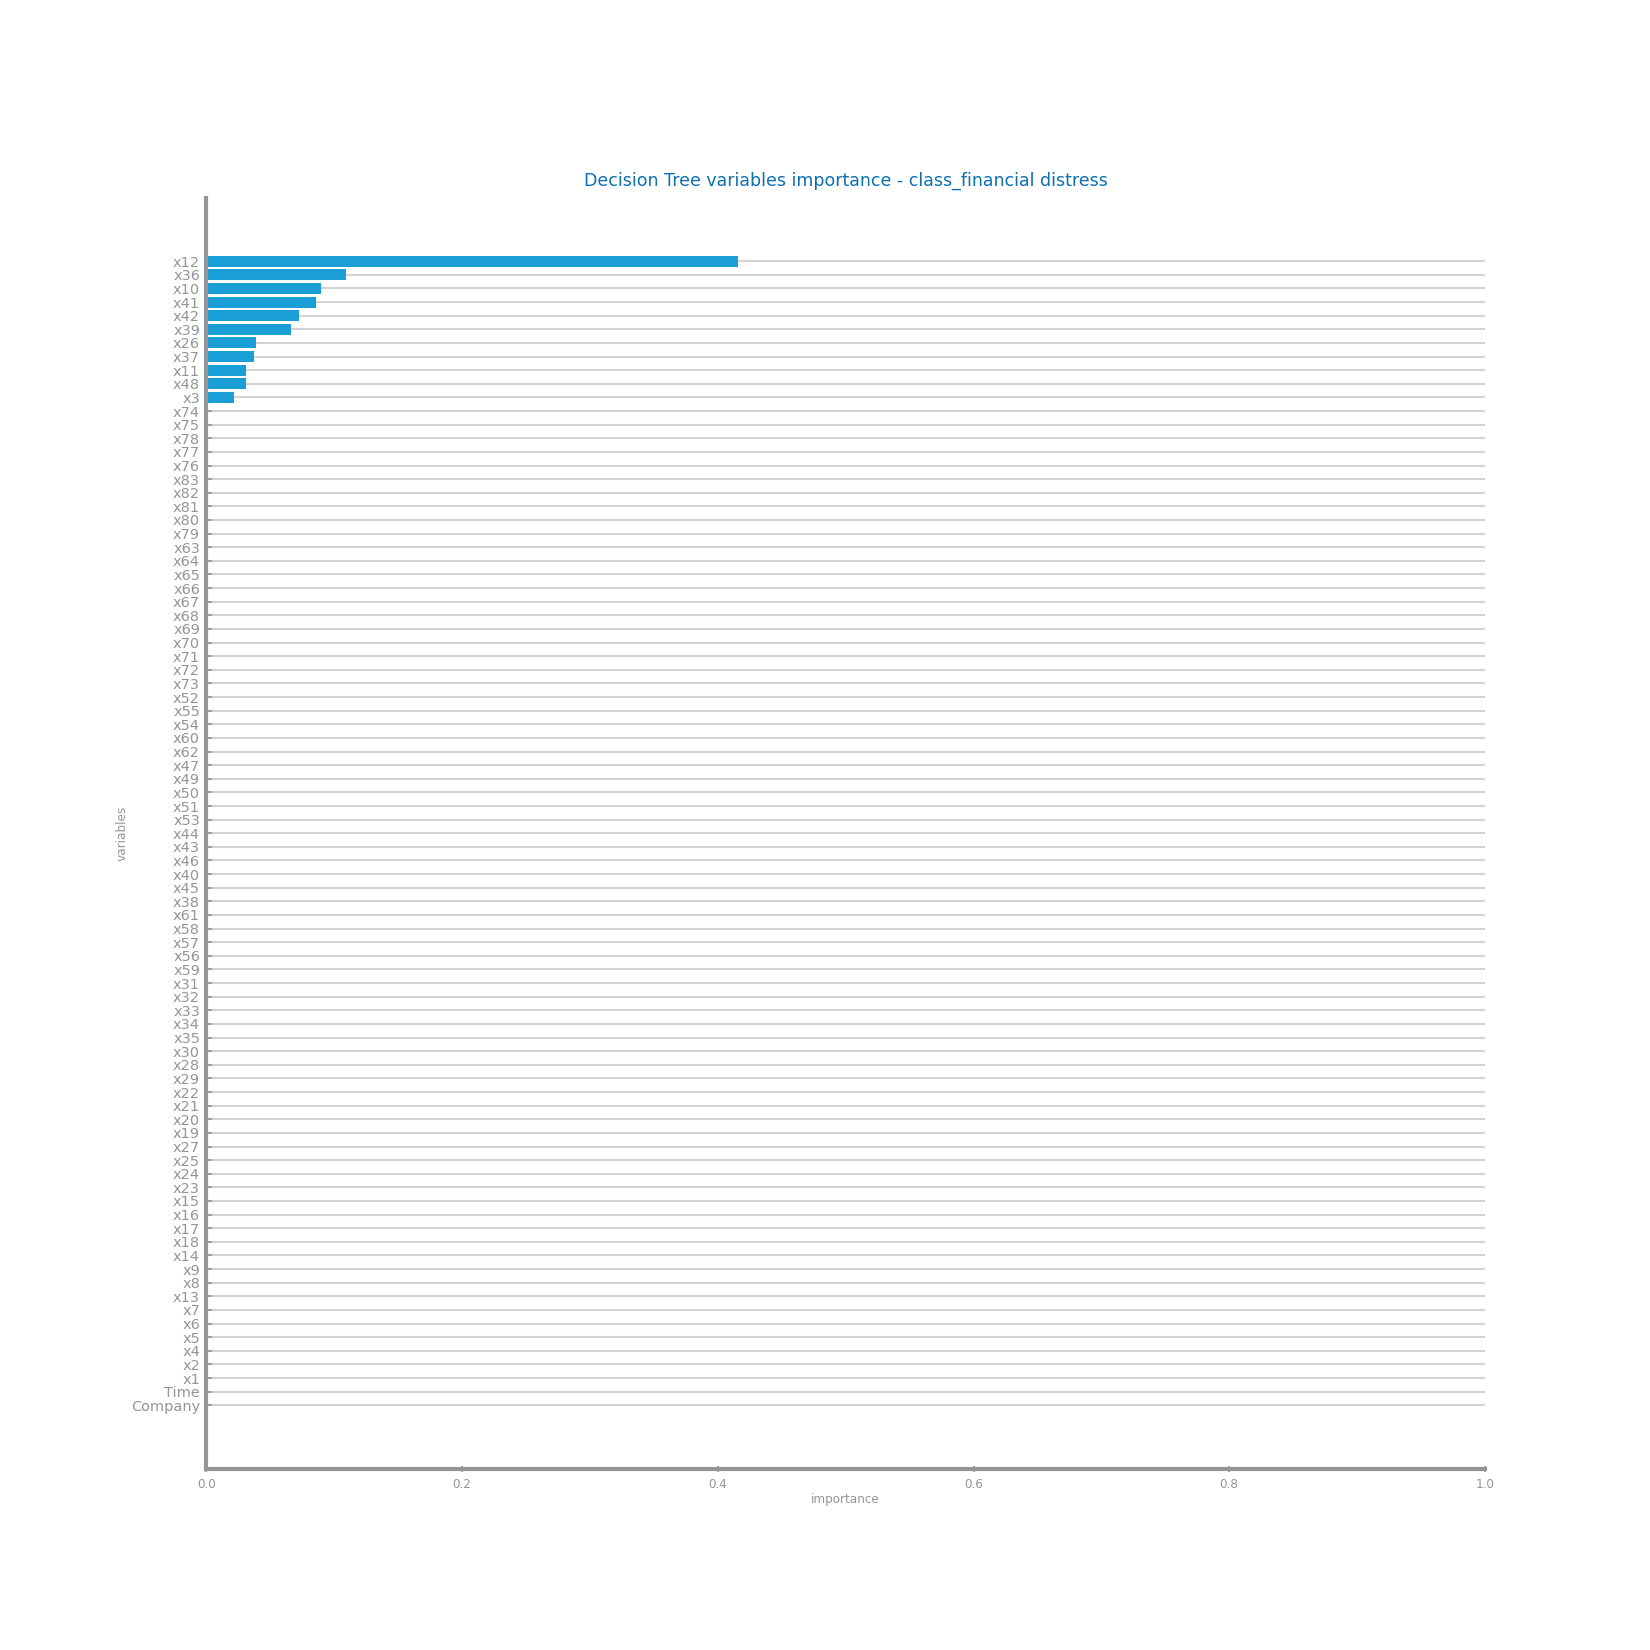 Decision Tree variables importance - class_financial distress
x12
x36
x10
x41
x42
x39
x26
x37
x11
x48
x3
x74
x75
x78
x77
x76
x83
x82
x81
x80
x79
x63
x64
x65
x66
x67
x68
x69
x70
x71
x72
x73
x52
x55
x54
x60
x62
x47
x49
x50
x51
x53
x44
x43
x46
x40
x45
x38
x61
x58
x57
x56
x59
x31
x32
x33
x34
x35
x30
x28
x29
x22
x21
x20
x19
x27
x25
x24
x23
x15
x16
x17
x18
x14
x9
x8
x13
x7
x6
x5
x4
x2
x1
Time
Company
variables
0.0 0.2 0.4 0.6 0.8 1.0
importance